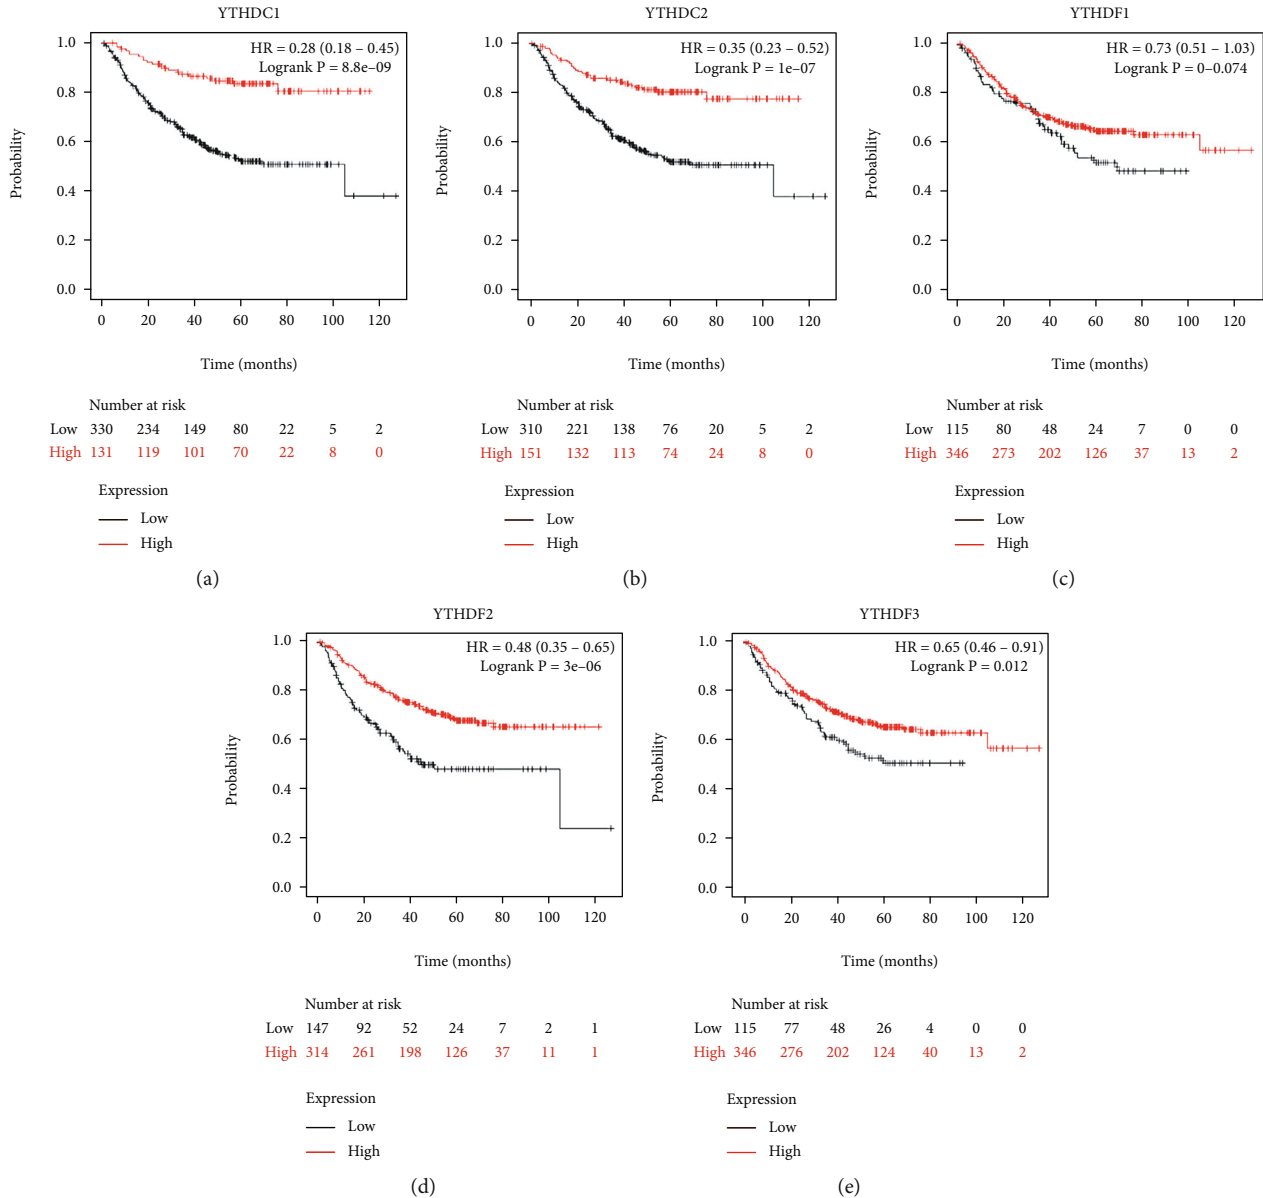 YTHDC1
HR = 0.28 (0.18 – 0.45)
Logrank P = 8.8e–09
Probability
1.0
0.8
0.6
0.4
0.2
0.0
0 20 40 60 80 100 120
Time (months)
Number at risk
Low 330 234 149 80 22 5 2
High 131 119 101 70 22 8 0
Expression
Low
High
(a)
YTHDC2
HR = 0.35 (0.23 – 0.52)
Logrank P = 1e–07
Probability
1.0
0.8
0.6
0.4
0.2
0.0
0 20 40 60 80 100 120
Time (months)
Number at risk
Low 310 221 138 76 20 5 2
High 151 132 113 74 24 8 0
Expression
Low
High
(b)
YTHDF1
HR = 0.73 (0.51 – 1.03)
Logrank P = 0–0.074
Probability
1.0
0.8
0.6
0.4
0.2
0.0
0 20 40 60 80 100 120
Time (months)
Number at risk
Low 115 80 48 24 7 0 0
High 346 273 202 126 37 13 2
Expression
Low
High
(c)
YTHDF2
HR = 0.48 (0.35 – 0.65)
Logrank P = 3e–06
Probability
1.0
0.8
0.6
0.4
0.2
0.0
0 20 40 60 80 100 120
Time (months)
Number at risk
Low 147 92 52 24 7 2 1
High 314 261 198 126 37 11 1
Expression
Low
High
(d)
YTHDF3
HR = 0.65 (0.46 – 0.91)
Logrank P = 0.012
Probability
1.0
0.8
0.6
0.4
0.2
0.0
0 20 40 60 80 100 120
Time (months)
Number at risk
Low 115 77 48 26 4 0 0
High 346 276 202 124 40 13 2
Expression
Low
High
(e)